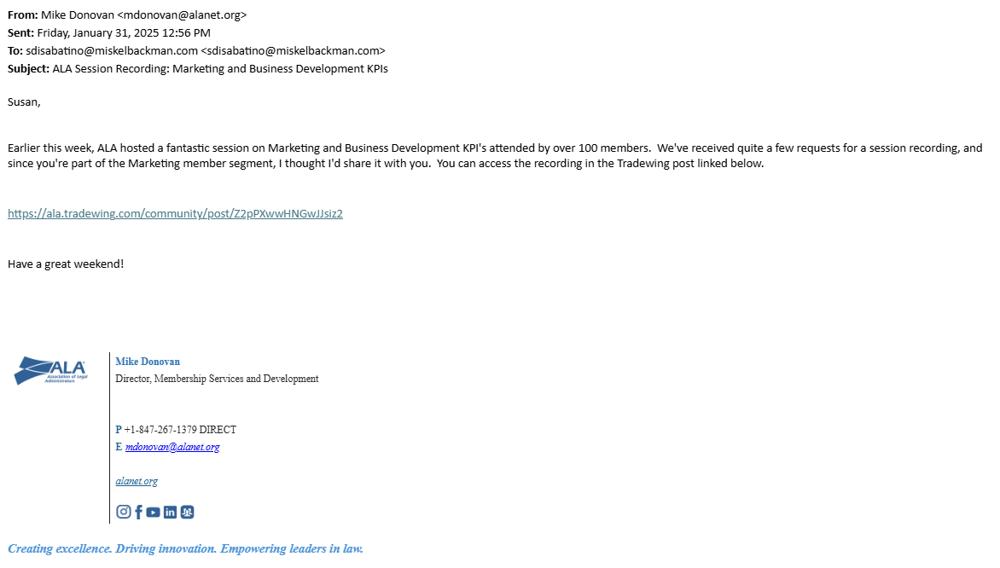 From: Mike Donovan <mdonovan@alanet.org>
Sent: Friday, January 31, 2025 12:56 PM
To: sdisabatino@miskelbackman.com <sdisabatino@miskelbackman.com>
Subject: ALA Session Recording: Marketing and Business Development KPIs
Susan,
Earlier this week, ALA hosted a fantastic session on Marketing and Business Development KPI's attended by over 100 members.  We've received quite a few requests for a session recording, and
since you're part of the Marketing member segment, I thought I'd share it with you.  You can access the recording in the Tradewing post linked below.
https://ala.tradewing.com/community/post/Z2pPXwwHNGwJJsiz2
Have a great weekend!
ALA
Association of Legal
Administrators
Mike Donovan
Director, Membership Services and Development
P +1-847-267-1379 DIRECT
E mdonovan@alanet.org
alanet.org
Creating excellence. Driving innovation. Empowering leaders in law.